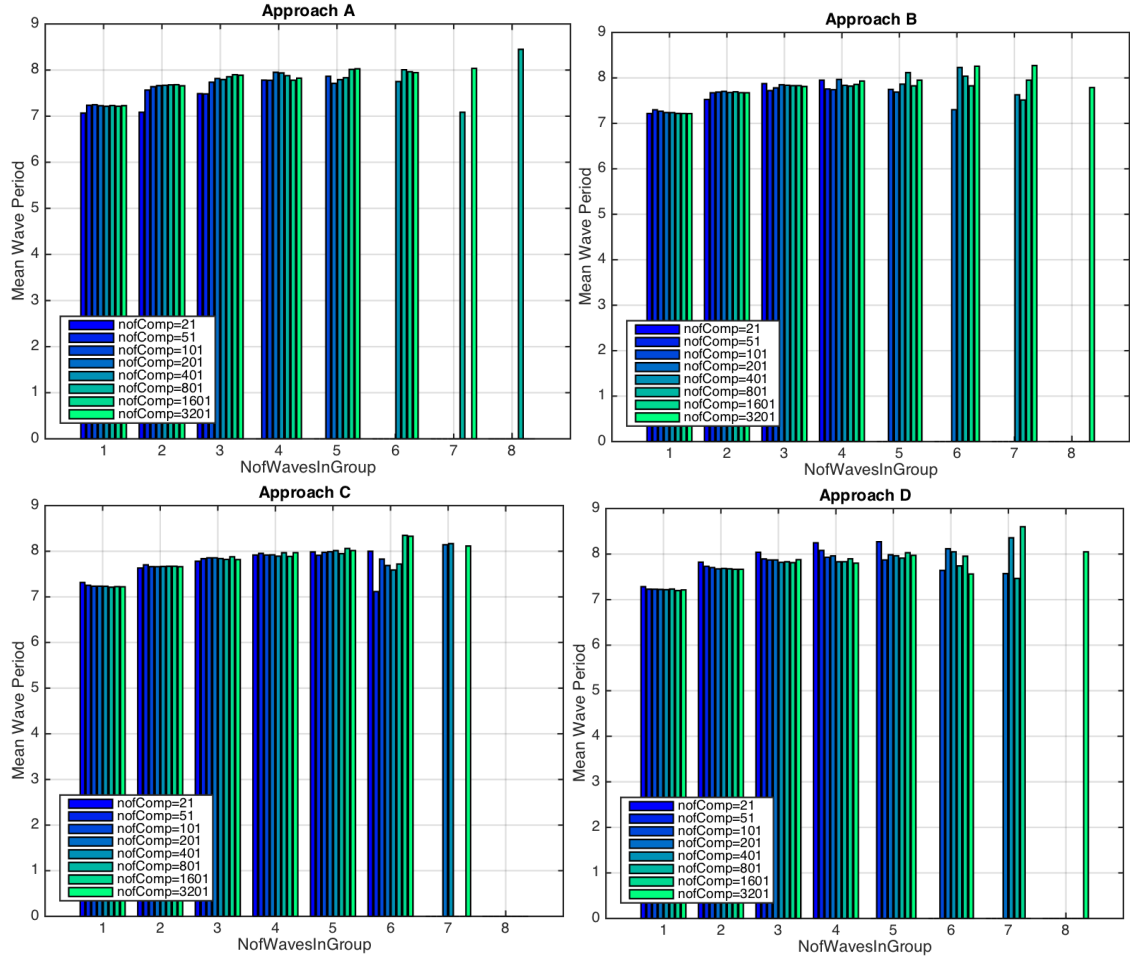 Approach A
9
8
7
6
5
4
3
2
1
0
Mean Wave Period
nofComp=21
nofComp=51
nofComp=101
nofComp=201
nofComp=401
nofComp=801
nofComp=1601
nofComp=3201
1 2 3 4 5 6 7 8
NofWavesInGroup
Approach B
9
8
7
6
5
4
3
2
1
0
Mean Wave Period
nofComp=21
nofComp=51
nofComp=101
nofComp=201
nofComp=401
nofComp=801
nofComp=1601
nofComp=3201
1 2 3 4 5 6 7 8
NofWavesInGroup
Approach C
9
8
7
6
5
4
3
2
1
0
Mean Wave Period
nofComp=21
nofComp=51
nofComp=101
nofComp=201
nofComp=401
nofComp=801
nofComp=1601
nofComp=3201
1 2 3 4 5 6 7 8
NofWavesInGroup
Approach D
9
8
7
6
5
4
3
2
1
0
Mean Wave Period
nofComp=21
nofComp=51
nofComp=101
nofComp=201
nofComp=401
nofComp=801
nofComp=1601
nofComp=3201
1 2 3 4 5 6 7 8
NofWavesInGroup